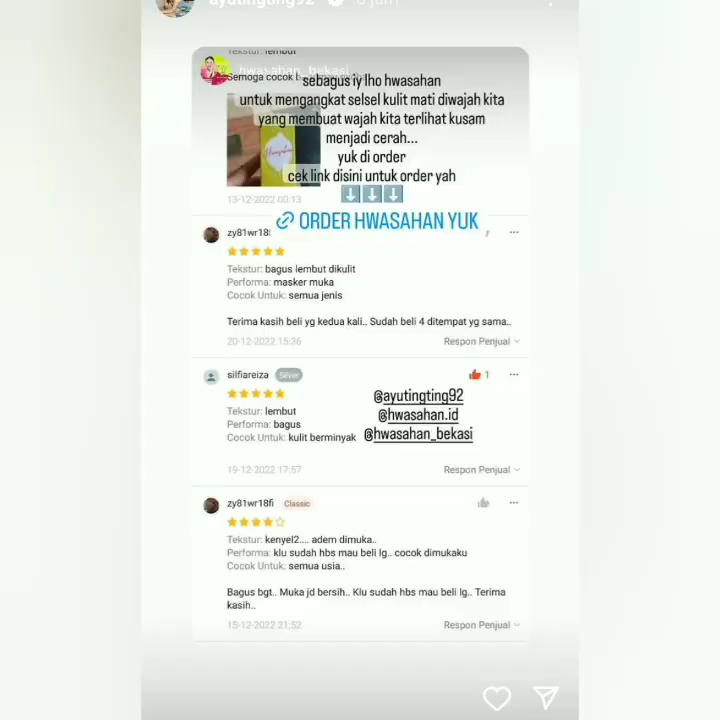 ayutingting92 6 jam
Tekstur: lembut
hwasahan_bekasi
Semoga cocok
sebagus iy lho hwasahan
untuk mengangkat selsel kulit mati diwajah kita
yang membuat wajah kita terlihat kusam
menjadi cerah...
yuk di order
cek link disini untuk order yah
13-12-2022 00:13
ORDER HWASAHAN YUK
zy81wr18
Tekstur: bagus lembut dikulit
Performa: masker muka
Cocok Untuk: semua jenis
Terima kasih beli yg kedua kali.. Sudah beli 4 ditempat yg sama..
20-12-2022 15:36 Respon Penjual
silfiareiza Silver 1
Tekstur: lembut
Performa: bagus
Cocok Untuk: kulit berminyak
@ayutingting92
@hwasahan.id
@hwasahan_bekasi
19-12-2022 17:57 Respon Penjual
zy81wr18fi Classic
Tekstur: kenyel2.... adem dimuka..
Performa: klu sudah hbs mau beli lg.. cocok dimukaku
Cocok Untuk: semua usia..
Bagus bgt.. Muka jd bersih.. Klu sudah hbs mau beli lg.. Terima
kasih..
15-12-2022 21:52 Respon Penjual